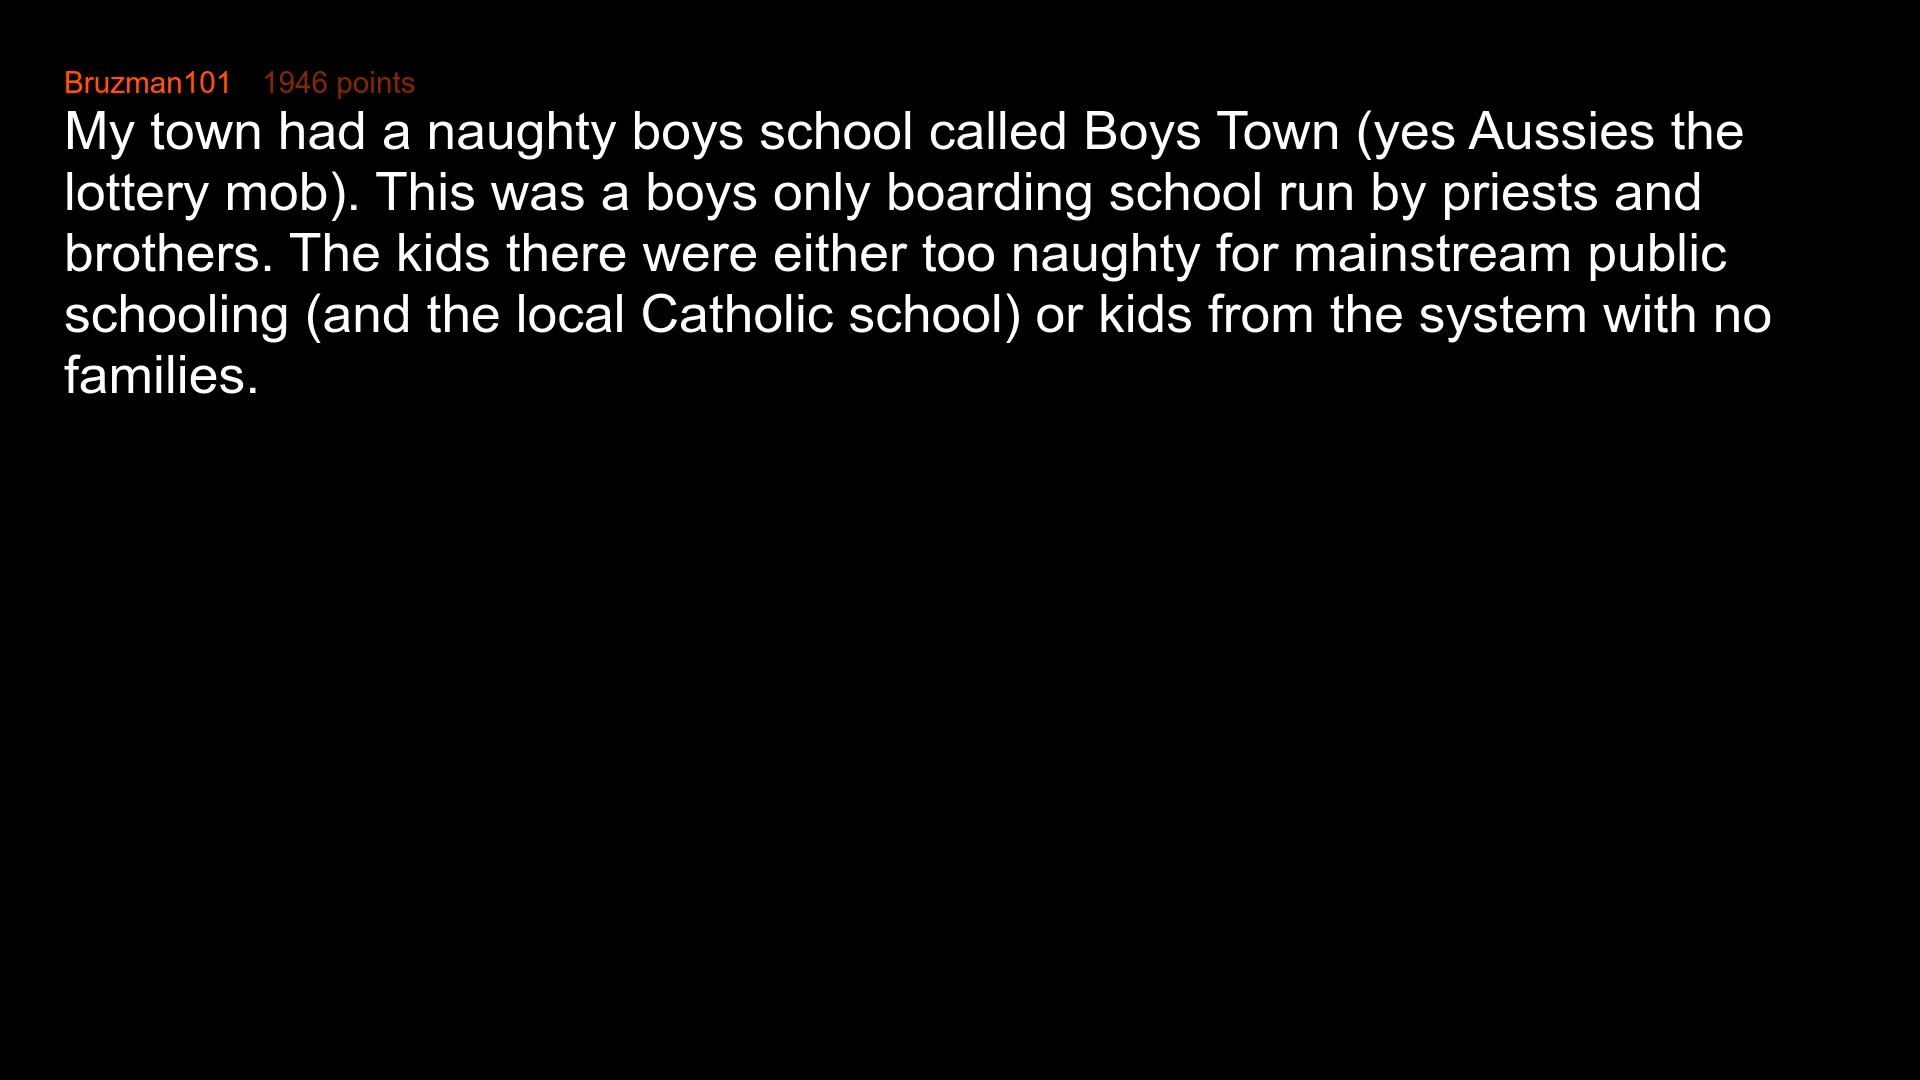 Bruzman101 1946 points
My town had a naughty boys school called Boys Town (yes Aussies the
lottery mob). This was a boys only boarding school run by priests and
brothers. The kids there were either too naughty for mainstream public
schooling (and the local Catholic school) or kids from the system with no
families.